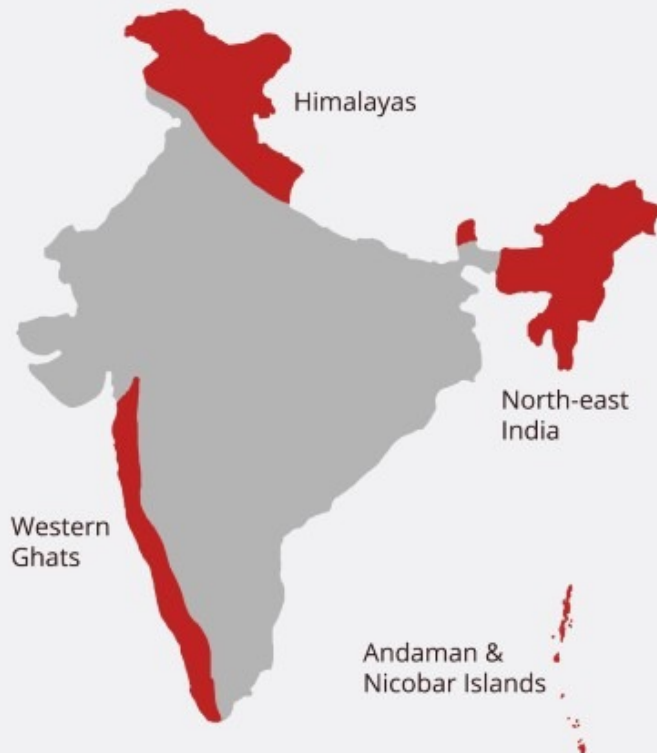 Himalayas
North-east
India
Western
Ghats
Andaman &
Nicobar Islands